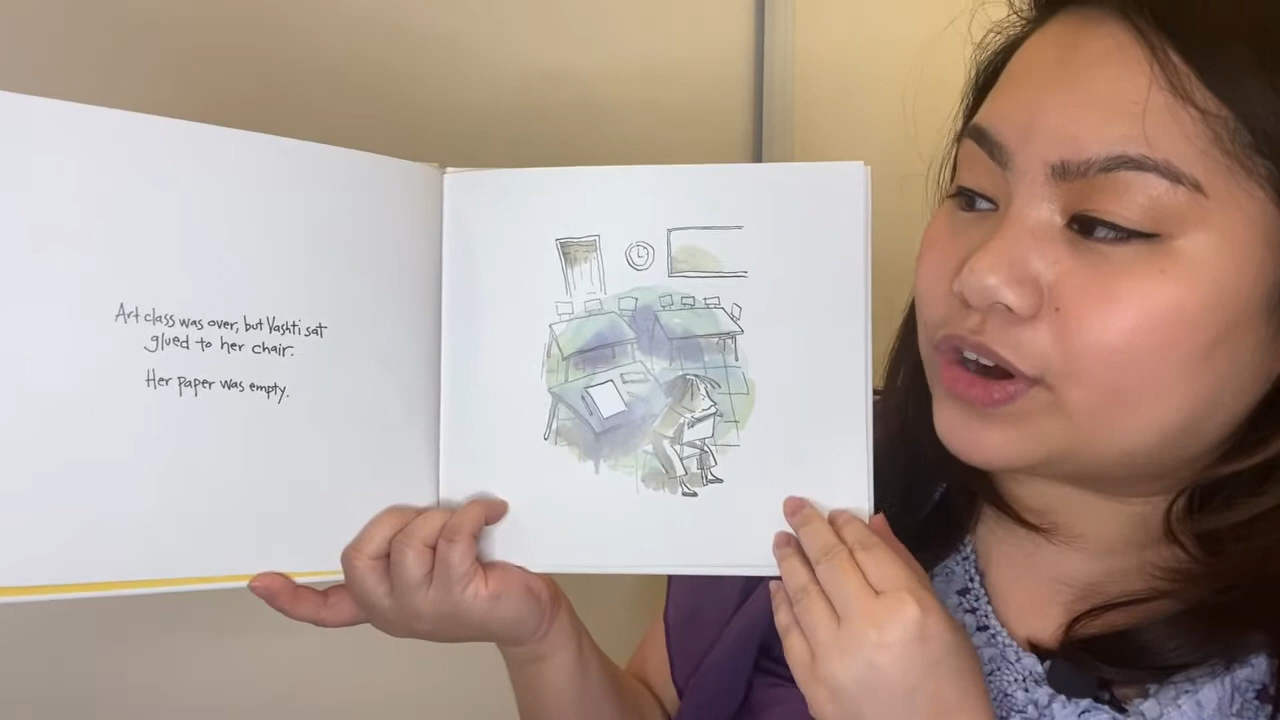 Art class was over, but Vashti sat
glued to her chair.
Her paper was empty.